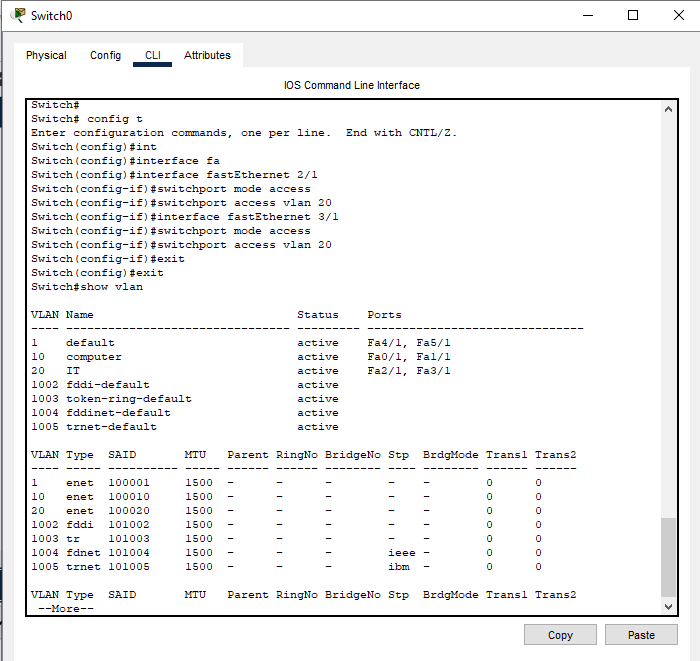 Switch0
Physical Config CLI Attributes
IOS Command Line Interface
Switch#
Switch# config t
Enter configuration commands, one per line.  End with CNTL/Z.
Switch(config)#int
Switch(config)#interface fa
Switch(config)#interface fastEthernet 2/1
Switch(config-if)#switchport mode access
Switch(config-if)#switchport access vlan 20
Switch(config-if)#interface fastEthernet 3/1
Switch(config-if)#switchport mode access
Switch(config-if)#switchport access vlan 20
Switch(config-if)#exit
Switch(config)#exit
Switch#show vlan
VLAN Name                             Status    Ports
---- -------------------------------- --------- -------------------------------
1    default                          active    Fa4/1, Fa5/1
10   computer                         active    Fa0/1, Fa1/1
20   IT                               active    Fa2/1, Fa3/1
1002 fddi-default                     active
1003 token-ring-default               active
1004 fddinet-default                  active
1005 trnet-default                    active
VLAN Type  SAID       MTU   Parent RingNo BridgeNo Stp  BrdgMode Trans1 Trans2
---- ----- ---------- ----- ------ ------ -------- ---- -------- ------ ------
1    enet  100001     1500  -      -      -        -    -        0      0
10   enet  100010     1500  -      -      -        -    -        0      0
20   enet  100020     1500  -      -      -        -    -        0      0
1002 fddi  101002     1500  -      -      -        -    -        0      0
1003 tr    101003     1500  -      -      -        -    -        0      0
1004 fdnet 101004     1500  -      -      -        ieee -        0      0
1005 trnet 101005     1500  -      -      -        ibm  -        0      0
VLAN Type  SAID       MTU   Parent RingNo BridgeNo Stp  BrdgMode Trans1 Trans2
--More--
Copy Paste